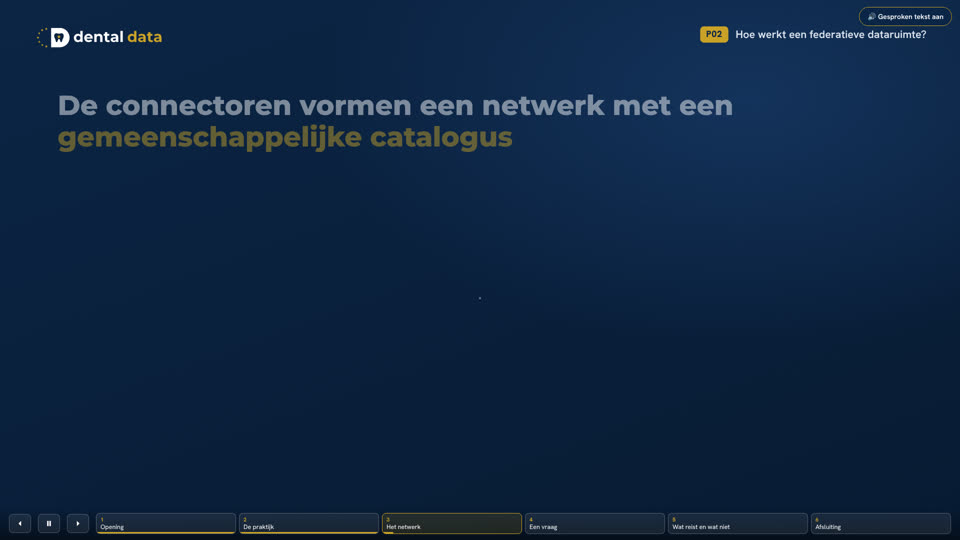 🔊 Gesproken tekst aan
dental data
P02 Hoe werkt een federatieve dataruimte?
De connectoren vormen een netwerk met een
gemeenschappelijke catalogus
1
Opening
2
De praktijk
3
Het netwerk
4
Een vraag
5
Wat reist en wat niet
6
Afsluiting